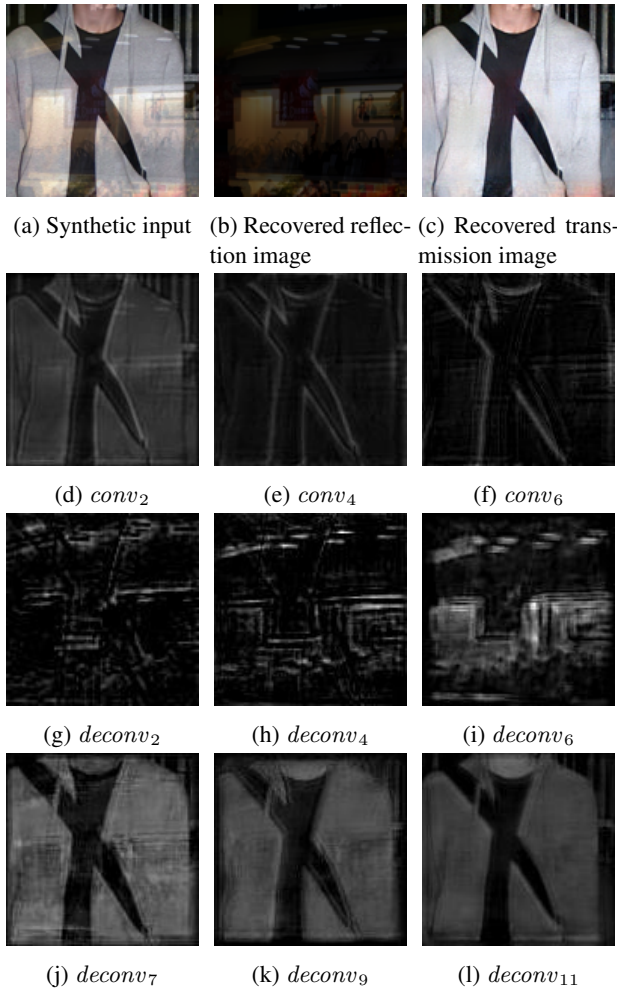 (a) Synthetic input
(b) Recovered reflec-
tion image
(c) Recovered trans-
mission image
(d) conv₂
(e) conv₄
(f) conv₆
(g) deconv₂
(h) deconv₄
(i) deconv₆
(j) deconv₇
(k) deconv₉
(l) deconv₁₁